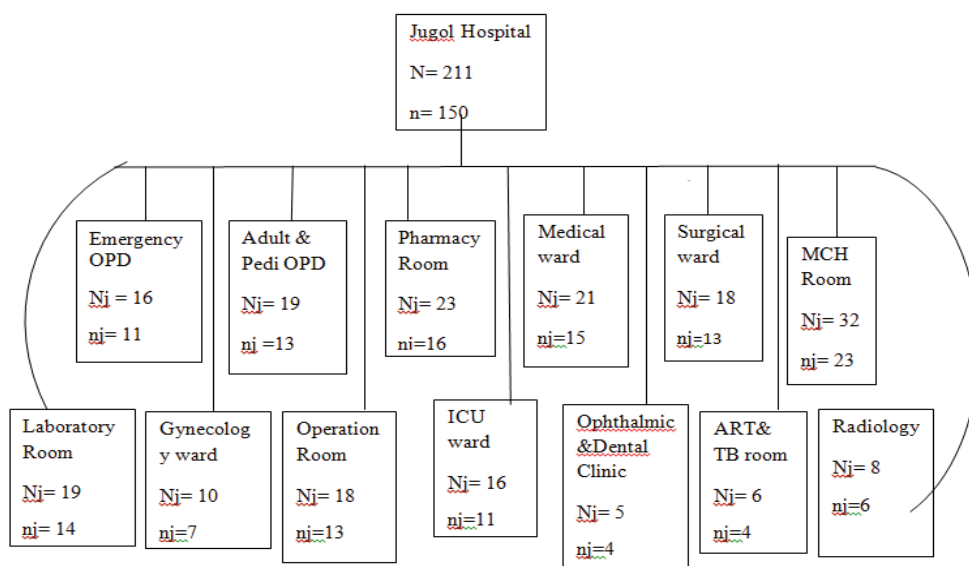 Jugol Hospital
N= 211
n= 150
Emergency
OPD
Nj = 16
nj= 11
Adult &
Pedi OPD
Nj= 19
nj =13
Pharmacy
Room
Nj= 23
ni=16
Medical
ward
Nj= 21
nj=15
Surgical
ward
Nj= 18
nj=13
MCH
Room
Nj= 32
nj= 23
Laboratory
Room
Nj= 19
nj= 14
Gynecolog
y ward
Nj= 10
nj=7
Operation
Room
Nj= 18
nj=13
ICU
ward
Nj= 16
nj=11
Ophthalmic
&Dental
Clinic
Nj= 5
nj=4
ART&
TB room
Nj= 6
nj=4
Radiology
Nj= 8
nj=6